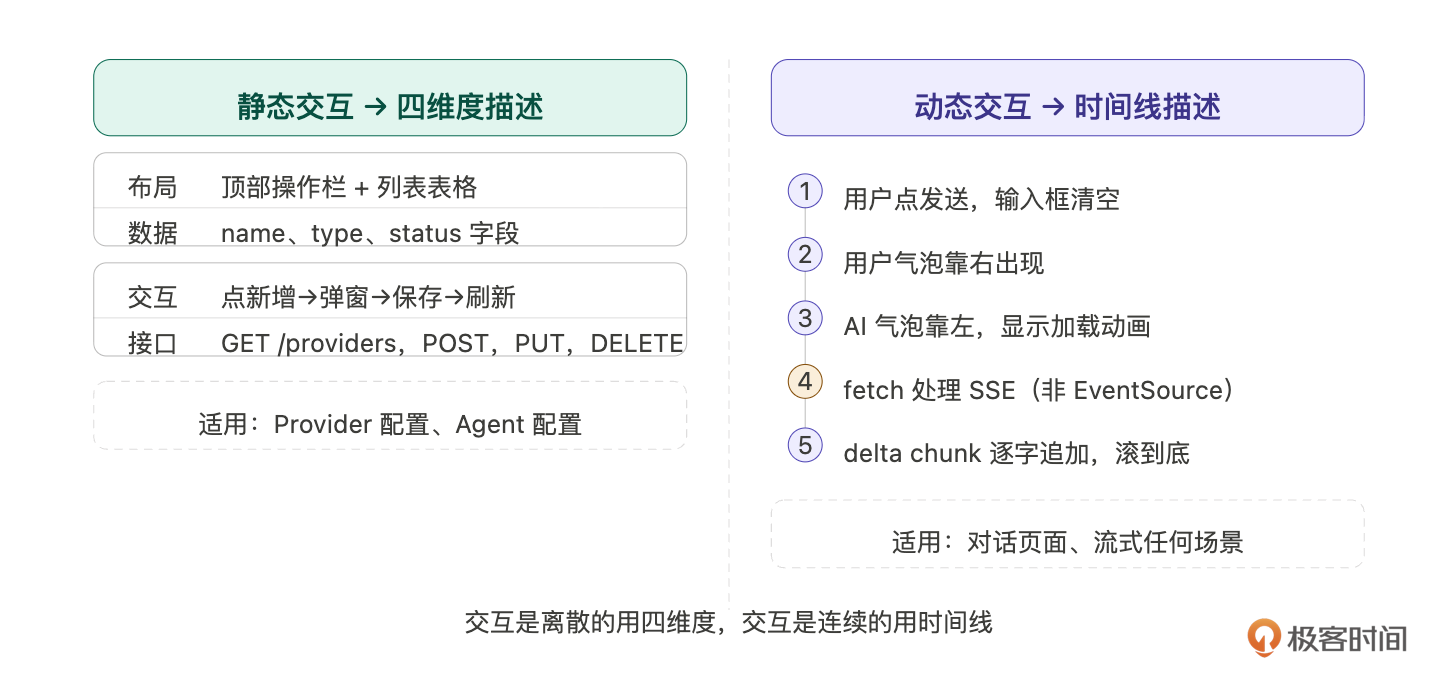 静态交互 → 四维度描述
布局 顶部操作栏 + 列表表格
数据 name、type、status 字段
交互 点新增→弹窗→保存→刷新
接口 GET /providers，POST，PUT，DELETE
适用：Provider 配置、Agent 配置
动态交互 → 时间线描述
1 用户点发送，输入框清空
2 用户气泡靠右出现
3 AI 气泡靠左，显示加载动画
4 fetch 处理 SSE（非 EventSource）
5 delta chunk 逐字追加，滚到底
适用：对话页面、流式任何场景
交互是离散的用四维度，交互是连续的用时间线
极客时间